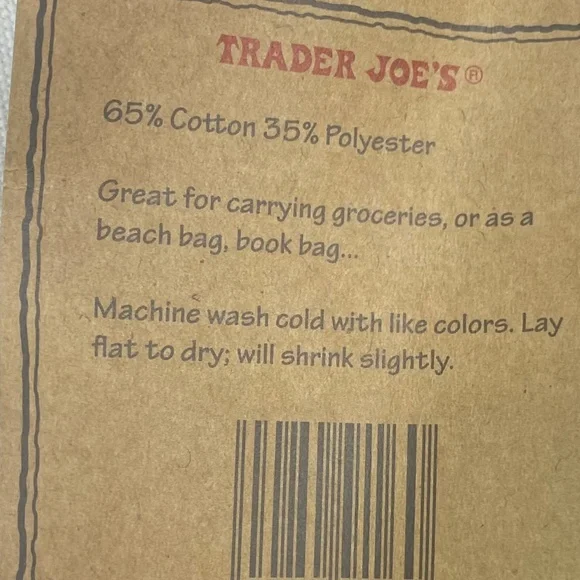 TRADER JOE'S®
65% Cotton 35% Polyester
Great for carrying groceries, or as a
beach bag, book bag...
Machine wash cold with like colors. Lay
flat to dry; will shrink slightly.